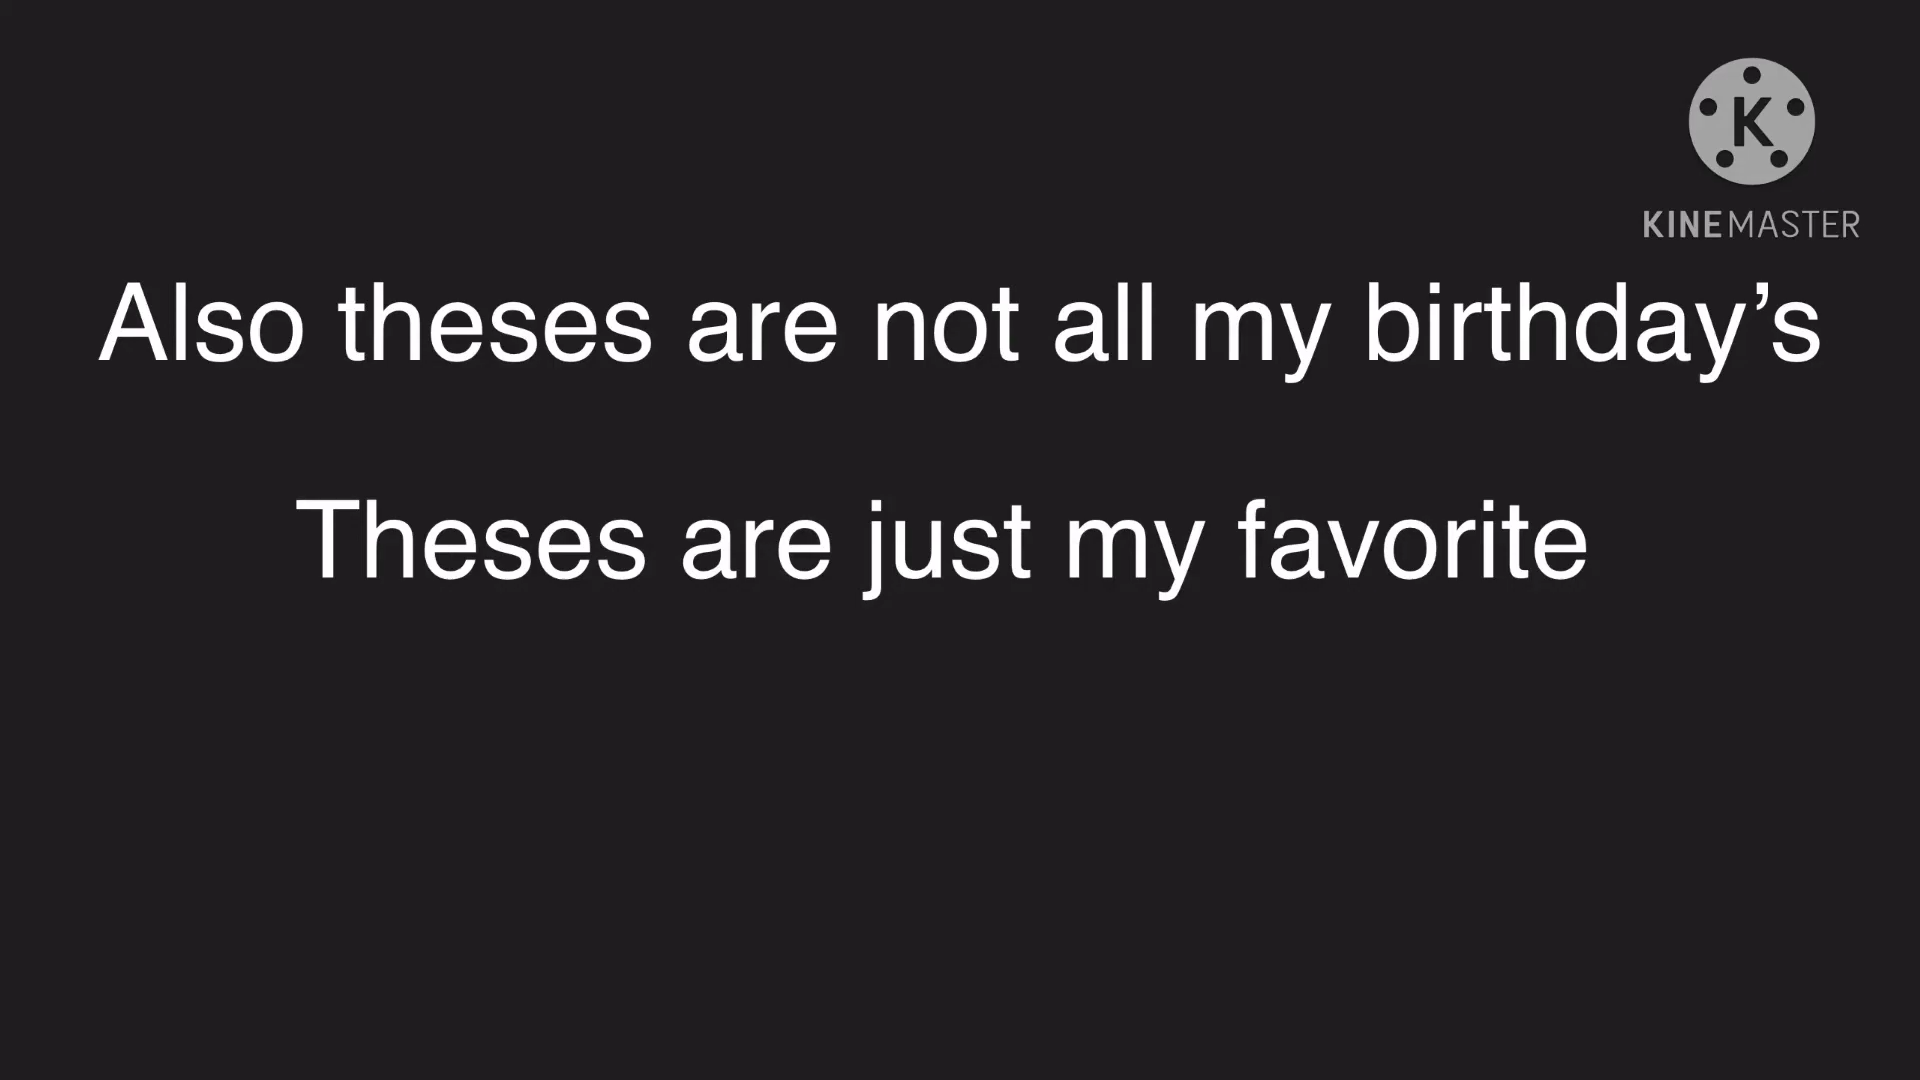 K
KINEMASTER
Also theses are not all my birthday’s
Theses are just my favorite